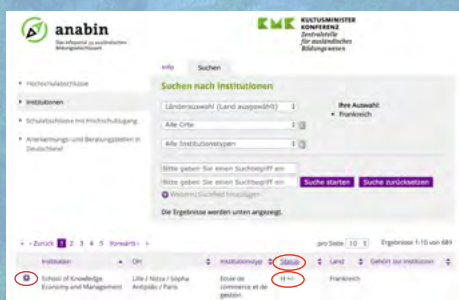 anabin
Das Infoportal zu ausländischen
Bildungsabschlüssen
KMK KULTUSMINISTER
KONFERENZ
Zentralstelle
für ausländisches
Bildungswesen
Info Suchen
Hochschulabschlüsse
Institutionen
Schulabschlüsse mit Hochschulzugang
Anerkennungs- und Beratungsstellen in
Deutschland
Suchen nach Institutionen
Länderauswahl (Land ausgewählt)
Alle Orte
Alle Institutionstypen
Ihre Auswahl:
Frankreich
Bitte geben Sie einen Suchbegriff ein
Bitte geben Sie einen Suchbegriff ein Suche starten Suche zurücksetzen
Weiteres Suchfeld hinzufügen
Die Ergebnisse werden unten angezeigt.
« ‹ Zurück 1 2 3 4 5 Vorwärts › » pro Seite 10 Ergebnisse 1-10 von 689
Institution Ort Institutionstyp Status Land Gehört zur Institution
School of Knowledge Lille / Nizza / Sophia Ecole de H +/- Frankreich
Economy and Management Antipolis / Paris commerce et de
gestion